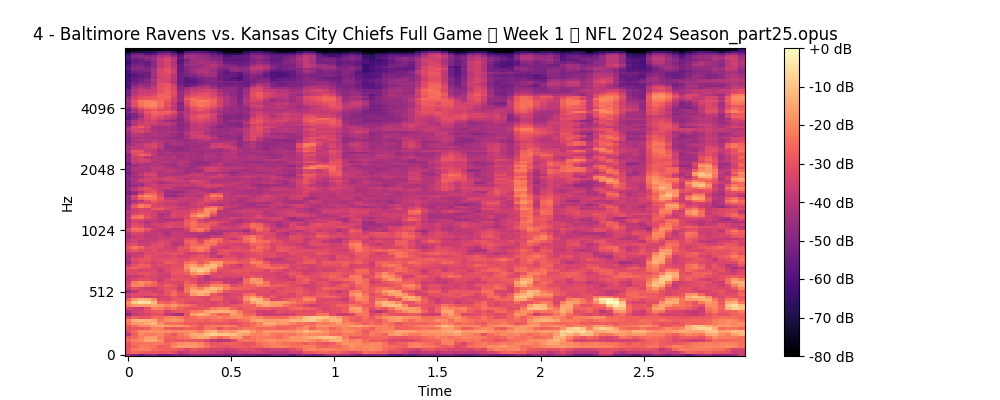 4 - Baltimore Ravens vs. Kansas City Chiefs Full Game  Week 1  NFL 2024 Season_part25.opus
+0 dB
-10 dB
-20 dB
-30 dB
-40 dB
-50 dB
-60 dB
-70 dB
-80 dB
4096
2048
1024
512
0
Hz
0
0.5
1
1.5
2
2.5
Time